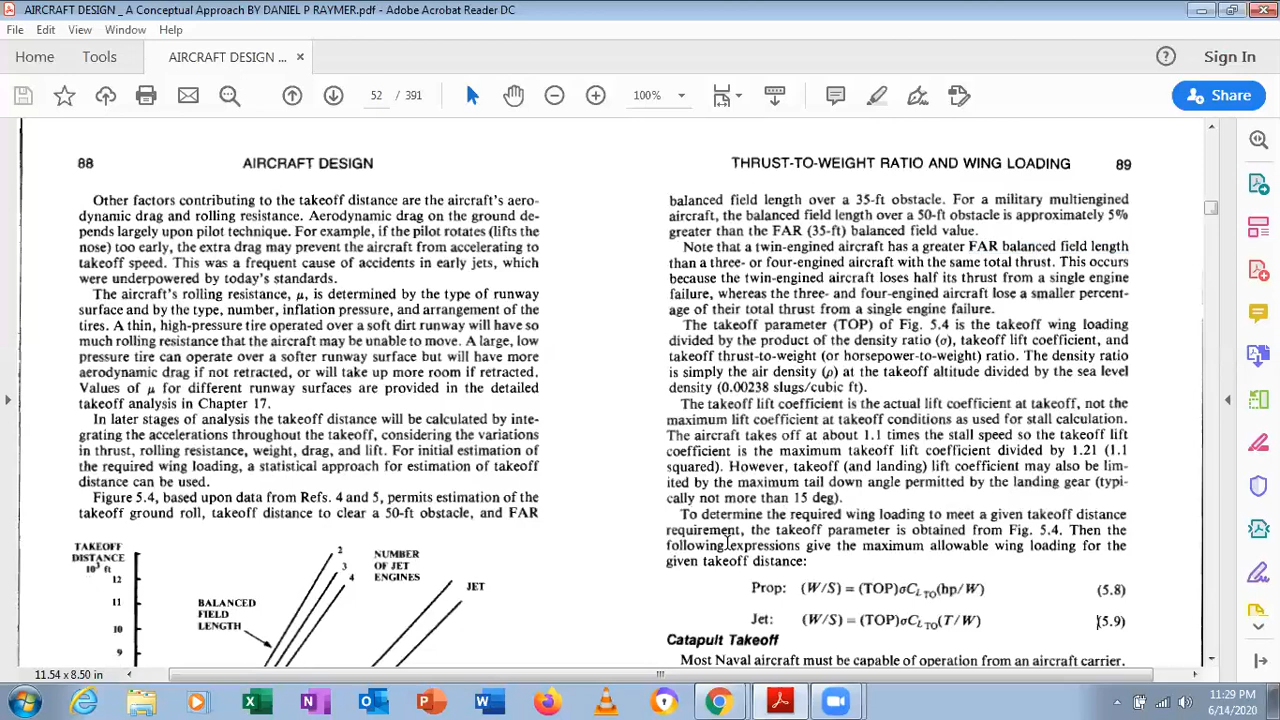 AIRCRAFT DESIGN _ A Conceptual Approach BY DANIEL P RAYMER.pdf - Adobe Acrobat Reader DC
File Edit View Window Help
Home Tools AIRCRAFT DESIGN ... × Sign In
52 / 391 100% Share
88 AIRCRAFT DESIGN
Other factors contributing to the takeoff distance are the aircraft's aero-
dynamic drag and rolling resistance. Aerodynamic drag on the ground de-
pends largely upon pilot technique. For example, if the pilot rotates (lifts the
nose) too early, the extra drag may prevent the aircraft from accelerating to
takeoff speed. This was a frequent cause of accidents in early jets, which
were underpowered by today's standards.
The aircraft's rolling resistance, μ, is determined by the type of runway
surface and by the type, number, inflation pressure, and arrangement of the
tires. A thin, high-pressure tire operated over a soft dirt runway will have so
much rolling resistance that the aircraft may be unable to move. A large, low
pressure tire can operate over a softer runway surface but will have more
aerodynamic drag if not retracted, or will take up more room if retracted.
Values of μ for different runway surfaces are provided in the detailed
takeoff analysis in Chapter 17.
In later stages of analysis the takeoff distance will be calculated by inte-
grating the accelerations throughout the takeoff, considering the variations
in thrust, rolling resistance, weight, drag, and lift. For initial estimation of
the required wing loading, a statistical approach for estimation of takeoff
distance can be used.
Figure 5.4, based upon data from Refs. 4 and 5, permits estimation of the
takeoff ground roll, takeoff distance to clear a 50-ft obstacle, and FAR
TAKEOFF
DISTANCE
10³ ft
12
11
10
9
BALANCED
FIELD
LENGTH
2
3
4
NUMBER
OF JET
ENGINES
JET
THRUST-TO-WEIGHT RATIO AND WING LOADING 89
balanced field length over a 35-ft obstacle. For a military multiengined
aircraft, the balanced field length over a 50-ft obstacle is approximately 5%
greater than the FAR (35-ft) balanced field value.
Note that a twin-engined aircraft has a greater FAR balanced field length
than a three- or four-engined aircraft with the same total thrust. This occurs
because the twin-engined aircraft loses half its thrust from a single engine
failure, whereas the three- and four-engined aircraft lose a smaller percent-
age of their total thrust from a single engine failure.
The takeoff parameter (TOP) of Fig. 5.4 is the takeoff wing loading
divided by the product of the density ratio (σ), takeoff lift coefficient, and
takeoff thrust-to-weight (or horsepower-to-weight) ratio. The density ratio
is simply the air density (ρ) at the takeoff altitude divided by the sea level
density (0.00238 slugs/cubic ft).
The takeoff lift coefficient is the actual lift coefficient at takeoff, not the
maximum lift coefficient at takeoff conditions as used for stall calculation.
The aircraft takes off at about 1.1 times the stall speed so the takeoff lift
coefficient is the maximum takeoff lift coefficient divided by 1.21 (1.1
squared). However, takeoff (and landing) lift coefficient may also be lim-
ited by the maximum tail down angle permitted by the landing gear (typi-
cally not more than 15 deg).
To determine the required wing loading to meet a given takeoff distance
requirement, the takeoff parameter is obtained from Fig. 5.4. Then the
following expressions give the maximum allowable wing loading for the
given takeoff distance:
Prop: (W/S) = (TOP)σC_{L TO}(hp/W) (5.8)
Jet: (W/S) = (TOP)σC_{L TO}(T/W) (5.9)
Catapult Takeoff
Most Naval aircraft must be capable of operation from an aircraft carrier.
11.54 x 8.50 in
11:29 PM
6/14/2020